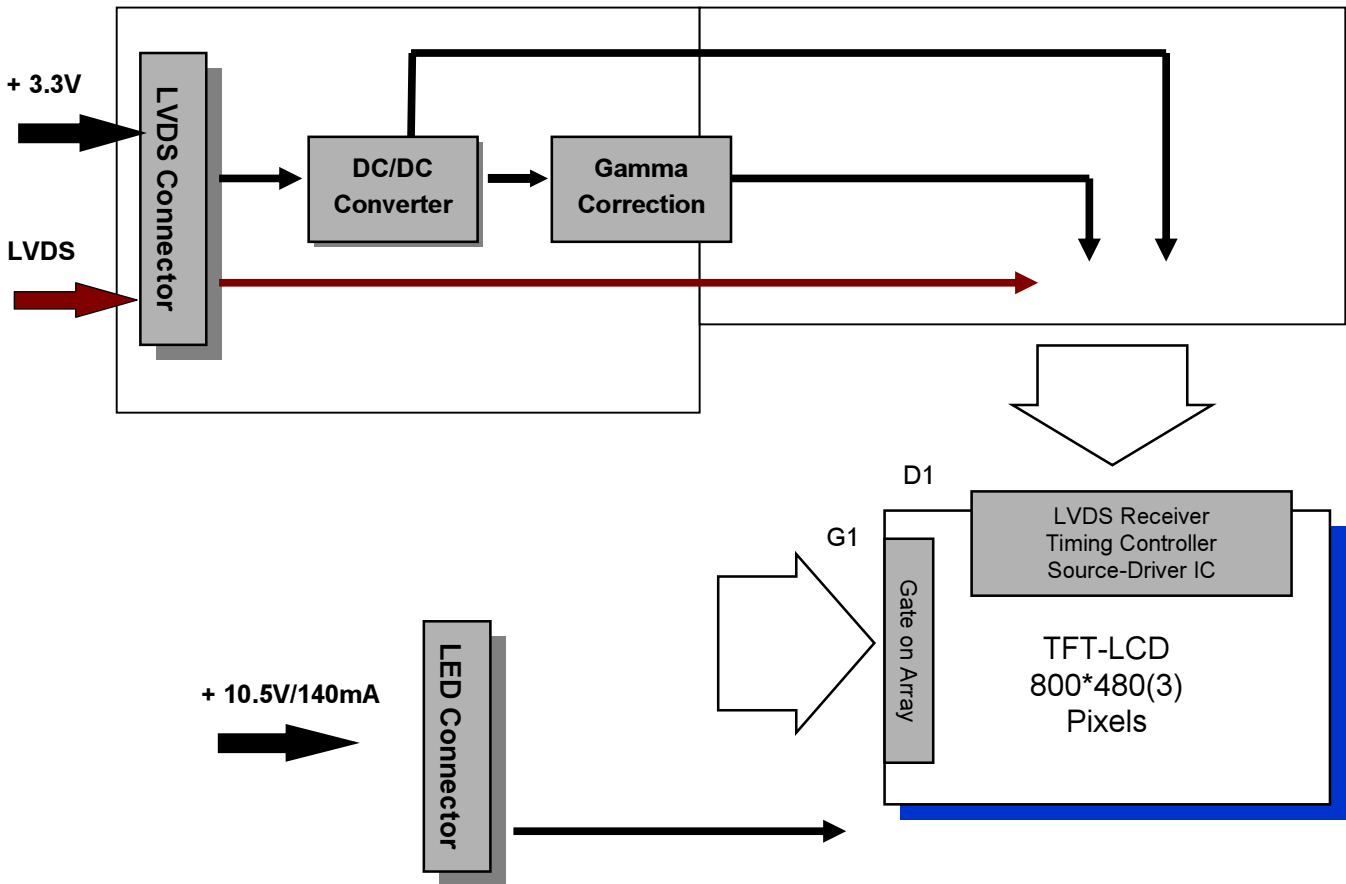 + 3.3V
LVDS
LVDS Connector
DC/DC
Converter
Gamma
Correction
D1
G1
LVDS Receiver
Timing Controller
Source-Driver IC
Gate on Array
TFT-LCD
800*480(3)
Pixels
+ 10.5V/140mA
LED Connector